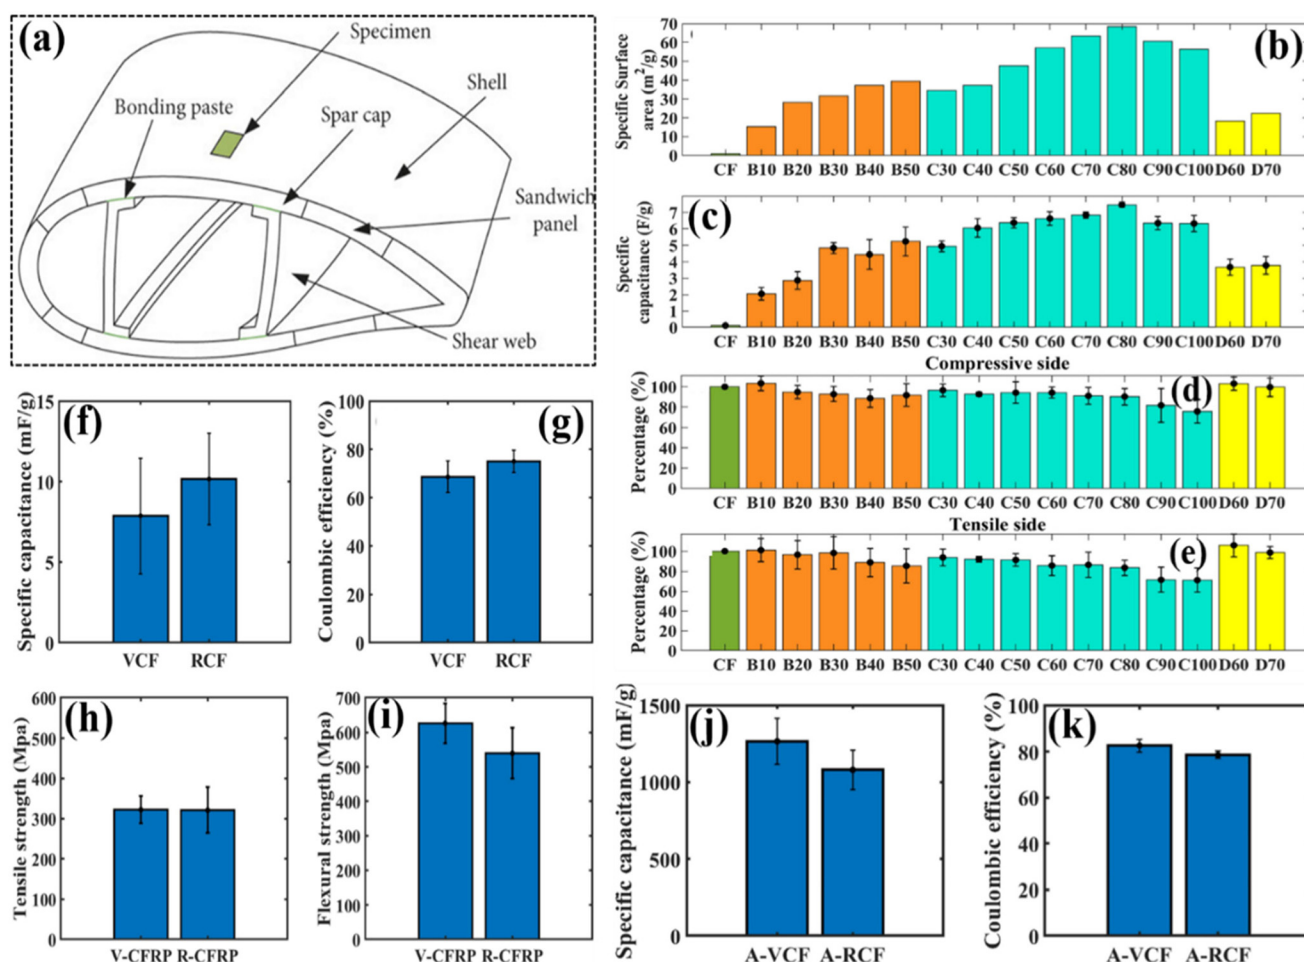 (a)
Specimen
Bonding paste
Spar cap
Shell
Sandwich
panel
Shear web
(b)
Specific Surface
area (m²/g)
70
60
50
40
30
20
10
0
CF B10 B20 B30 B40 B50 C30 C40 C50 C60 C70 C80 C90 C100 D60 D70
(c)
Specific
capacitance (F/g)
7
6
5
4
3
2
1
0
CF B10 B20 B30 B40 B50 C30 C40 C50 C60 C70 C80 C90 C100 D60 D70
Compressive side
(d)
Percentage (%)
100
80
60
40
20
0
CF B10 B20 B30 B40 B50 C30 C40 C50 C60 C70 C80 C90 C100 D60 D70
Tensile side
(e)
Percentage (%)
100
80
60
40
20
0
CF B10 B20 B30 B40 B50 C30 C40 C50 C60 C70 C80 C90 C100 D60 D70
(f)
Specific capacitance (mF/g)
15
10
5
0
VCF RCF
(g)
Coulombic efficiency (%)
100
80
60
40
20
0
VCF RCF
(h)
Tensile strength (Mpa)
600
500
400
300
200
100
0
V-CFRP R-CFRP
(i)
Flexural strength (Mpa)
700
600
500
400
300
200
100
0
V-CFRP R-CFRP
(j)
Specific capacitance (mF/g)
1500
1000
500
0
A-VCF A-RCF
(k)
Coulombic efficiency (%)
100
80
60
40
20
0
A-VCF A-RCF